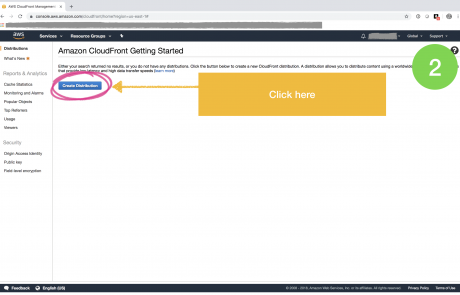 AWS CloudFront Management
console.aws.amazon.com/cloudfront/home?region=us-east-1#
aws Services Resource Groups Global Support
Distributions
What's New
Reports & Analytics
Cache Statistics
Monitoring and Alarms
Popular Objects
Top Referrers
Usage
Viewers
Security
Origin Access Identity
Public key
Field-level encryption
Amazon CloudFront Getting Started
Either your search returned no results, or you do not have any distributions. Click the button below to create a new CloudFront distribution. A distribution allows you to distribute content using a worldwide
that provide low latency and high data transfer speeds (learn more)
Create Distribution
Click here
2
?
Feedback English (US) © 2008 - 2019, Amazon Web Services, Inc. or its affiliates. All rights reserved. Privacy Policy Terms of Use